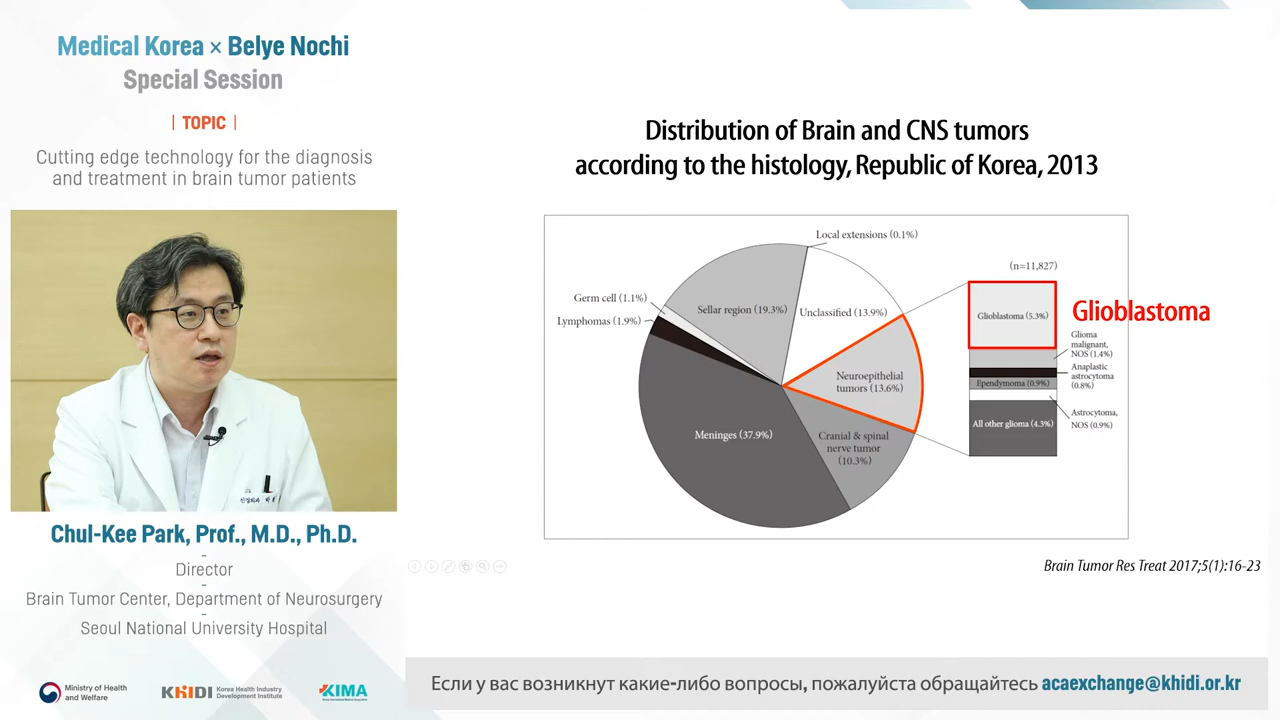 Medical Korea × Belye Nochi
Special Session
| TOPIC |
Cutting edge technology for the diagnosis
and treatment in brain tumor patients
Chul-Kee Park, Prof., M.D., Ph.D.
-
Director
-
Brain Tumor Center, Department of Neurosurgery
-
Seoul National University Hospital
Ministry of Health
and Welfare
KHIDI
Korea Health Industry
Development Institute
KIMA
Distribution of Brain and CNS tumors
according to the histology, Republic of Korea, 2013
Local extensions (0.1%)
(n=11,827)
Germ cell (1.1%)
Lymphomas (1.9%)
Sellar region (19.3%)
Unclassified (13.9%)
Glioblastoma (5.3%)
Glioblastoma
Glioma
malignant,
NOS (1.4%)
Anaplastic
astrocytoma
(0.8%)
Ependymoma (0.9%)
Astrocytoma,
NOS (0.9%)
All other glioma (4.3%)
Neuroepithelial
tumors (13.6%)
Meninges (37.9%)
Cranial & spinal
nerve tumor
(10.3%)
Brain Tumor Res Treat 2017;5(1):16-23
Если у вас возникнут какие-либо вопросы, пожалуйста обращайтесь acaexchange@khidi.or.kr